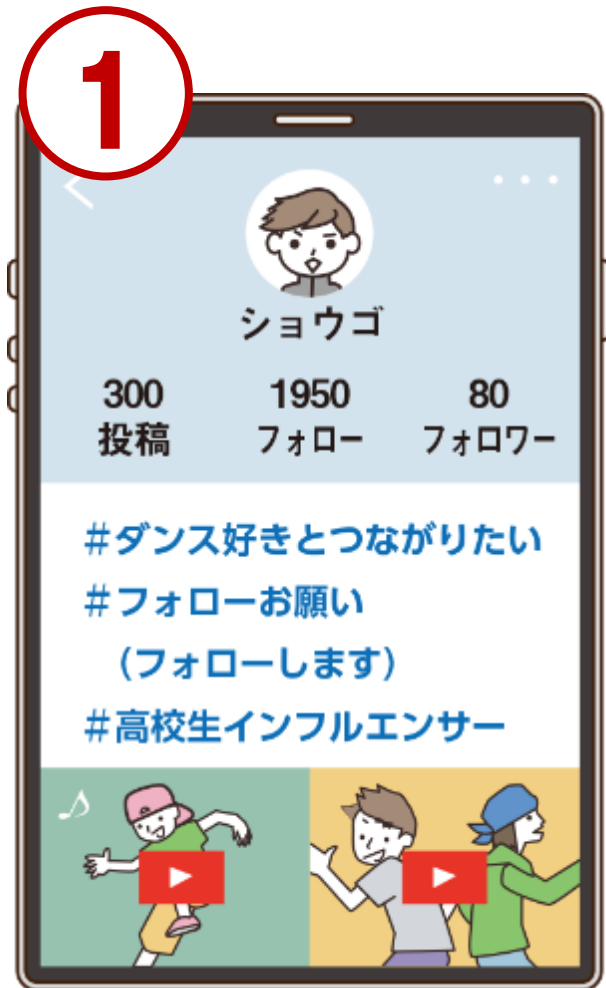 1
ショウゴ
300 1950 80
投稿 フォロー フォロワー
#ダンス好きとつながりたい
#フォローお願い
(フォローします)
#高校生インフルエンサー